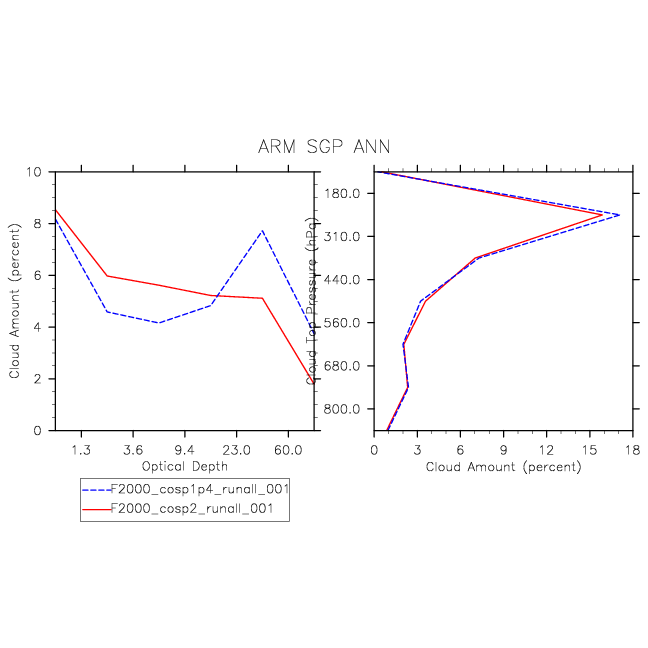 ARM SGP ANN
Cloud Amount (percent)
10
8
6
4
2
0
1.3 3.6 9.4 23.0 60.0
Optical Depth
Cloud Top Pressure (hPa)
180.0
310.0
440.0
560.0
680.0
800.0
0 3 6 9 12 15 18
Cloud Amount (percent)
F2000_cosp1p4_runall_001
F2000_cosp2_runall_001